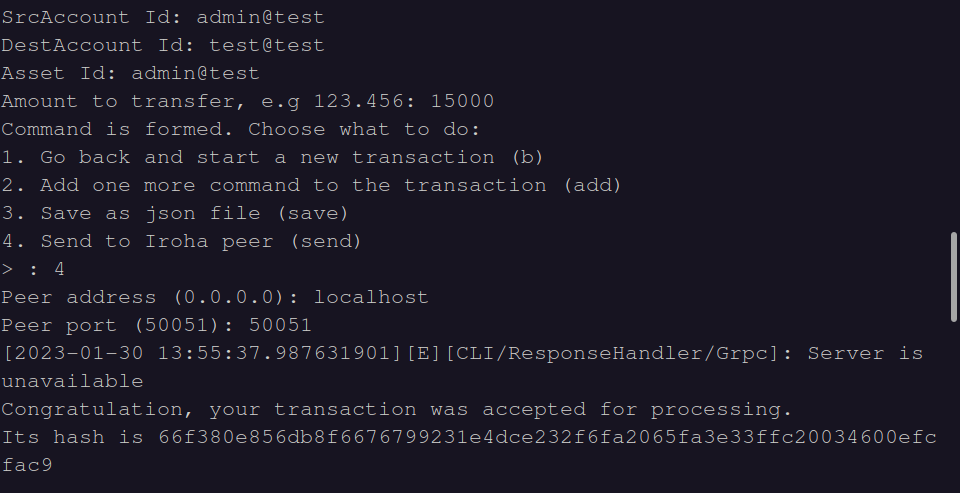 SrcAccount Id: admin@test
DestAccount Id: test@test
Asset Id: admin@test
Amount to transfer, e.g 123.456: 15000
Command is formed. Choose what to do:
1. Go back and start a new transaction (b)
2. Add one more command to the transaction (add)
3. Save as json file (save)
4. Send to Iroha peer (send)
> : 4
Peer address (0.0.0.0): localhost
Peer port (50051): 50051
[2023-01-30 13:55:37.987631901][E][CLI/ResponseHandler/Grpc]: Server is
unavailable
Congratulation, your transaction was accepted for processing.
Its hash is 66f380e856db8f6676799231e4dce232f6fa2065fa3e33ffc20034600efc
fac9